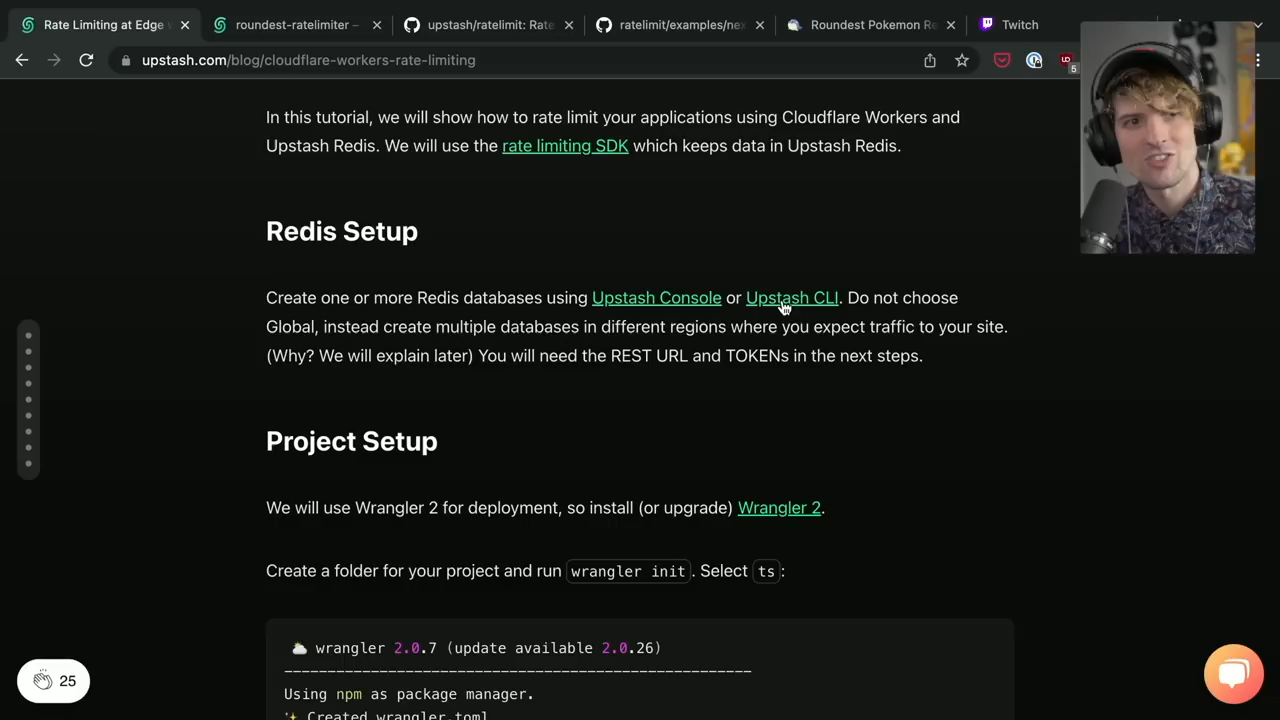 Rate Limiting at Edge
roundest-ratelimiter –
upstash/ratelimit: Rate
ratelimit/examples/nex
Roundest Pokemon Re
Twitch
upstash.com/blog/cloudflare-workers-rate-limiting
5
In this tutorial, we will show how to rate limit your applications using Cloudflare Workers and
Upstash Redis. We will use the rate limiting SDK which keeps data in Upstash Redis.
Redis Setup
Create one or more Redis databases using Upstash Console or Upstash CLI. Do not choose
Global, instead create multiple databases in different regions where you expect traffic to your site.
(Why? We will explain later) You will need the REST URL and TOKENs in the next steps.
Project Setup
We will use Wrangler 2 for deployment, so install (or upgrade) Wrangler 2.
Create a folder for your project and run wrangler init. Select ts:
⛅ wrangler 2.0.7 (update available 2.0.26)
-----------------------------------------------------
Using npm as package manager.
✨ Created wrangler.toml
25